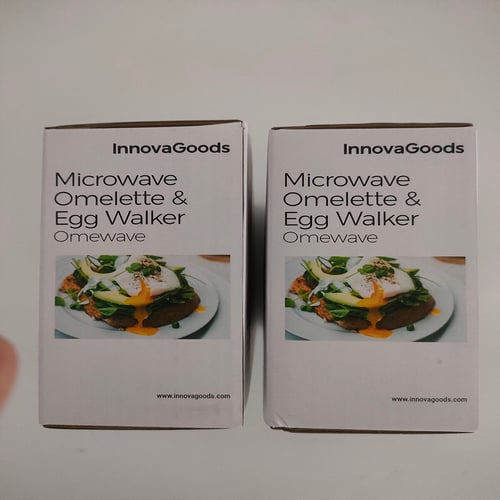 InnovaGoods
Microwave
Omelette &
Egg Walker
Omewave
www.innovagoods.com
InnovaGoods
Microwave
Omelette &
Egg Walker
Omewave
www.innovagoods.com